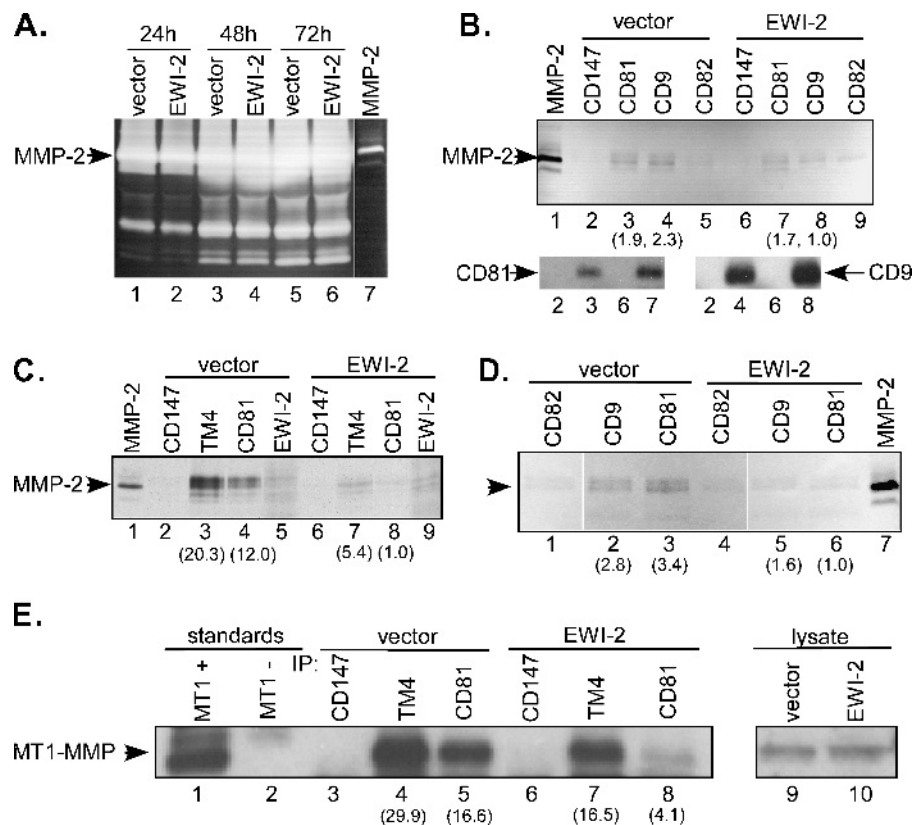 A.
24h 48h 72h
vector EWI-2 vector EWI-2 vector EWI-2 MMP-2
MMP-2
1 2 3 4 5 6 7
B.
vector EWI-2
MMP-2 CD147 CD81 CD9 CD82 CD147 CD81 CD9 CD82
MMP-2
1 2 3 4 5 6 7 8 9
(1.9, 2.3) (1.7, 1.0)
CD81 CD9
2 3 6 7 2 4 6 8
C.
vector EWI-2
MMP-2 CD147 TM4 CD81 EWI-2 CD147 TM4 CD81 EWI-2
MMP-2
1 2 3 4 5 6 7 8 9
(20.3) (12.0) (5.4) (1.0)
D.
vector EWI-2
CD82 CD9 CD81 CD82 CD9 CD81 MMP-2
1 2 3 4 5 6 7
(2.8) (3.4) (1.6) (1.0)
E.
standards vector EWI-2 lysate
MT1 + MT1 - IP: CD147 TM4 CD81 CD147 TM4 CD81 vector EWI-2
MT1-MMP
1 2 3 4 5 6 7 8 9 10
(29.9) (16.6) (16.5) (4.1)